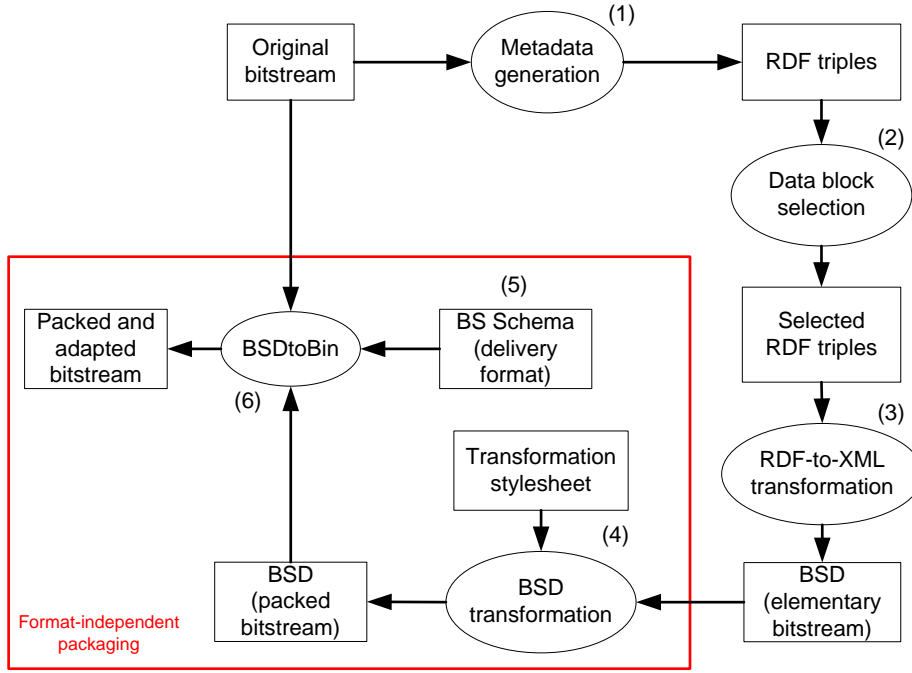 (1)
Original
bitstream
Metadata
generation
RDF triples
(2)
Data block
selection
(5)
Packed and
adapted
bitstream
BSDtoBin
BS Schema
(delivery
format)
Selected
RDF triples
(6)
(3)
Transformation
stylesheet
RDF-to-XML
transformation
(4)
BSD
(packed
bitstream)
BSD
transformation
BSD
(elementary
bitstream)
Format-independent
packaging